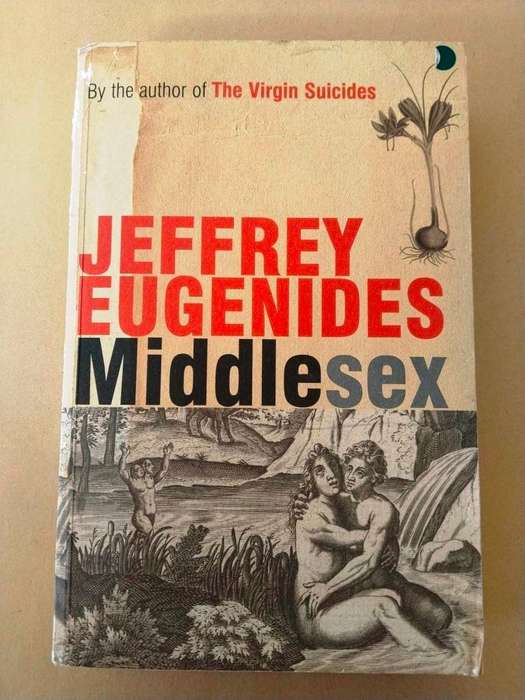 By the author of The Virgin Suicides
JEFFREY
EUGENIDES
Middlesex